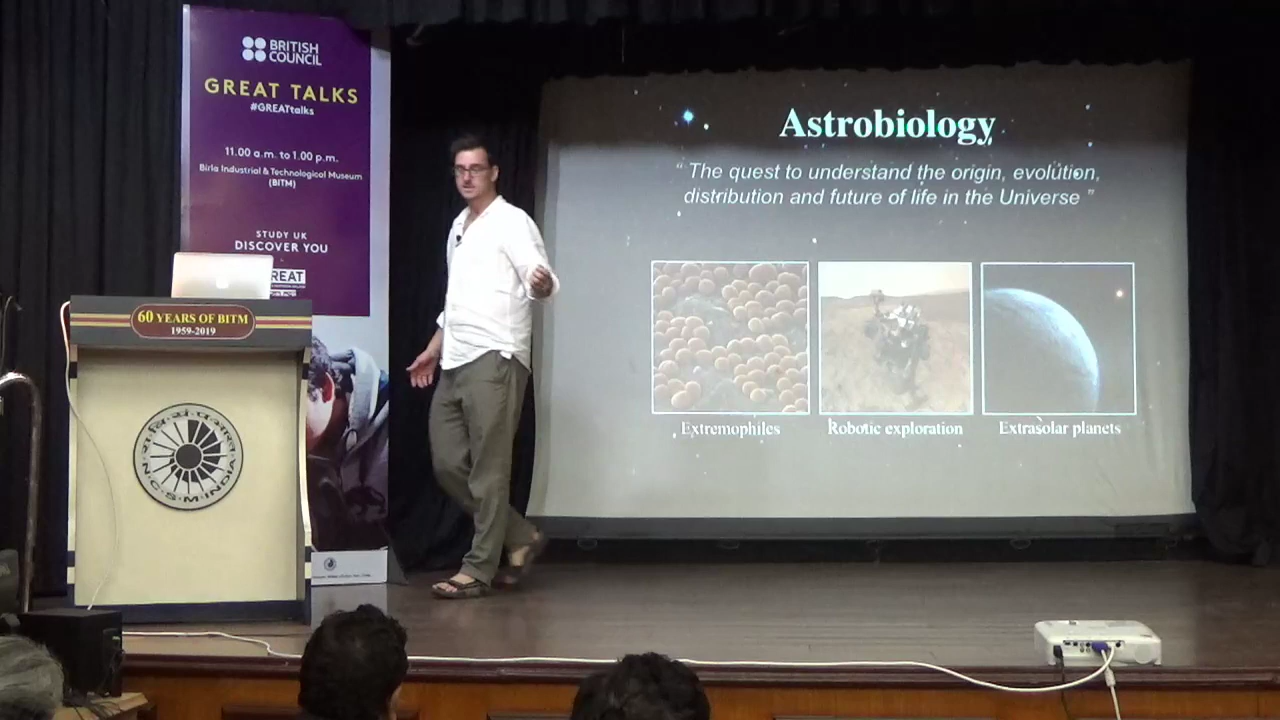 BRITISH
COUNCIL
GREAT TALKS
#GREATtalks
11.00 a.m. to 1.00 p.m.
Birla Industrial & Technological Museum
(BITM)
STUDY UK
DISCOVER YOU
60 YEARS OF BITM
1959-2019
N.C.S.M INDIA
Astrobiology
“ The quest to understand the origin, evolution,
distribution and future of life in the Universe ”
Extremophiles
Robotic exploration
Extrasolar planets